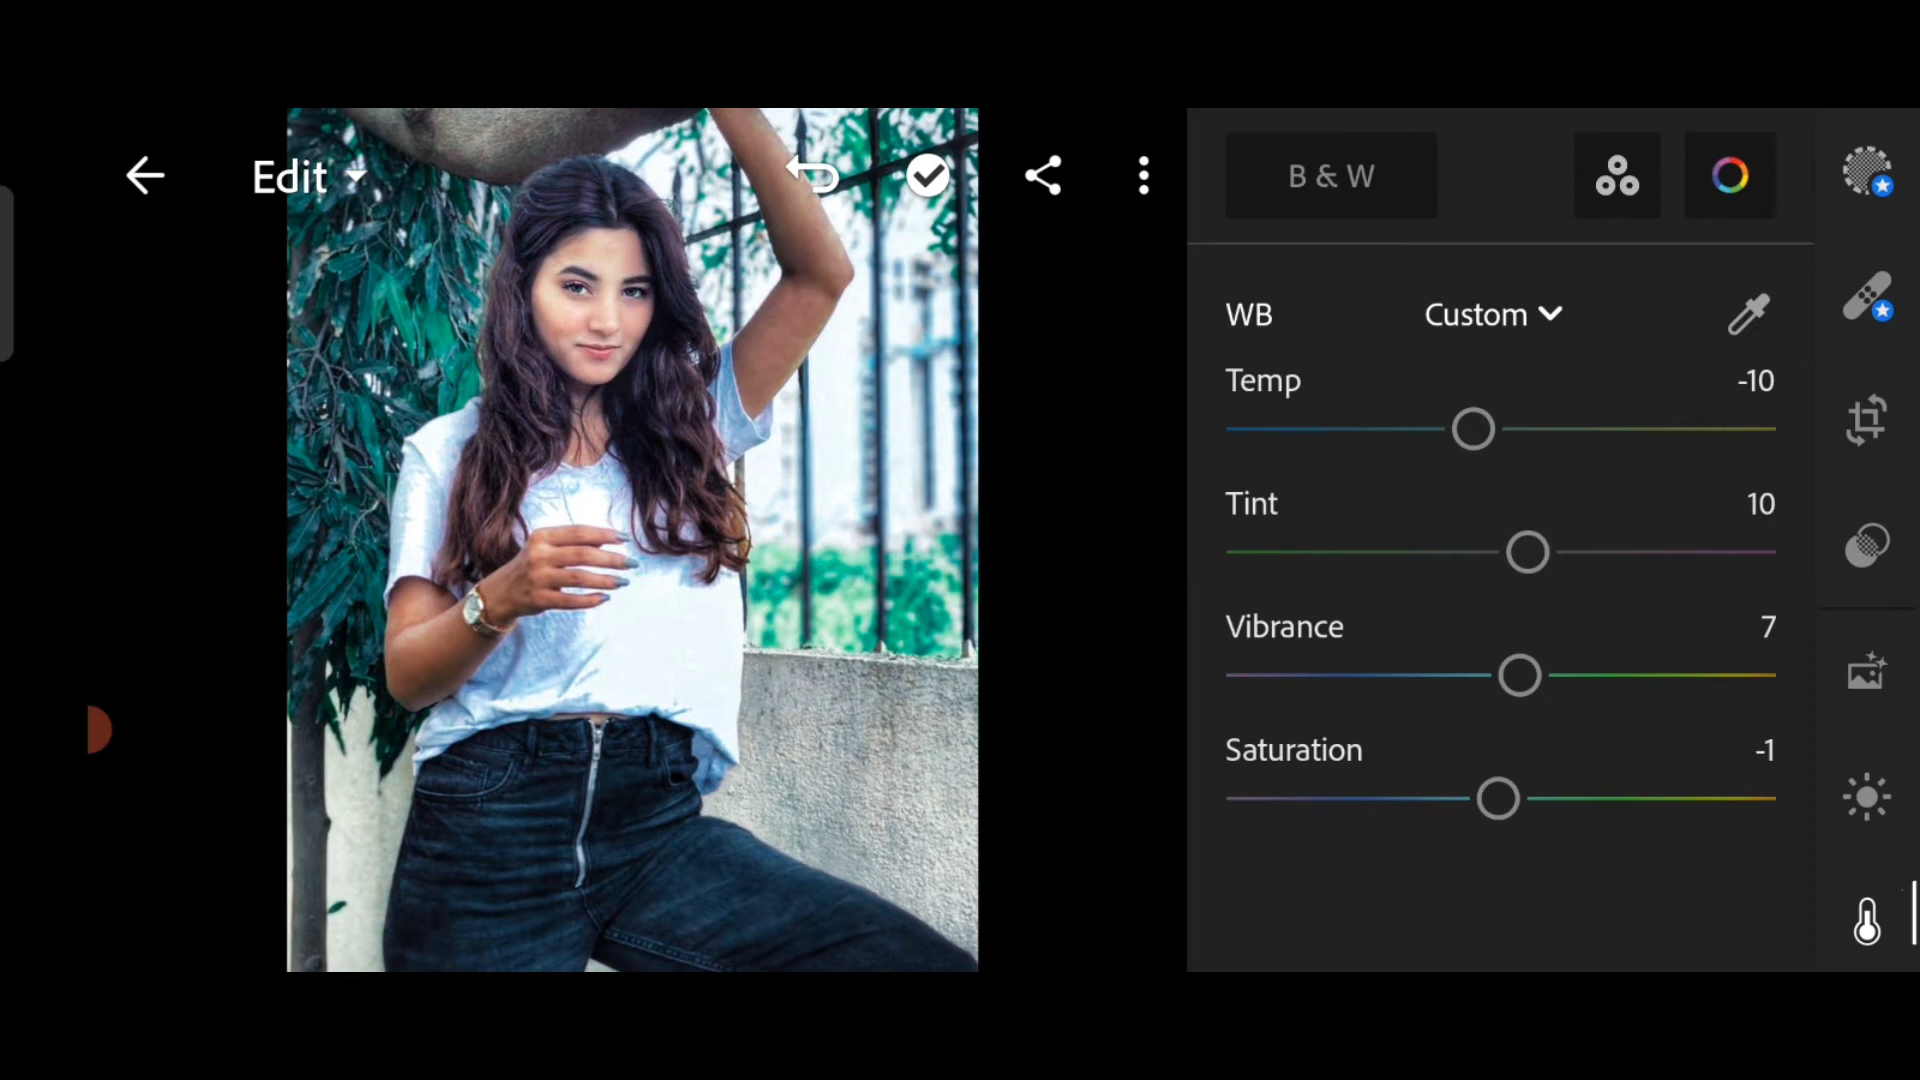 Edit
B & W
WB Custom
Temp -10
Tint 10
Vibrance 7
Saturation -1